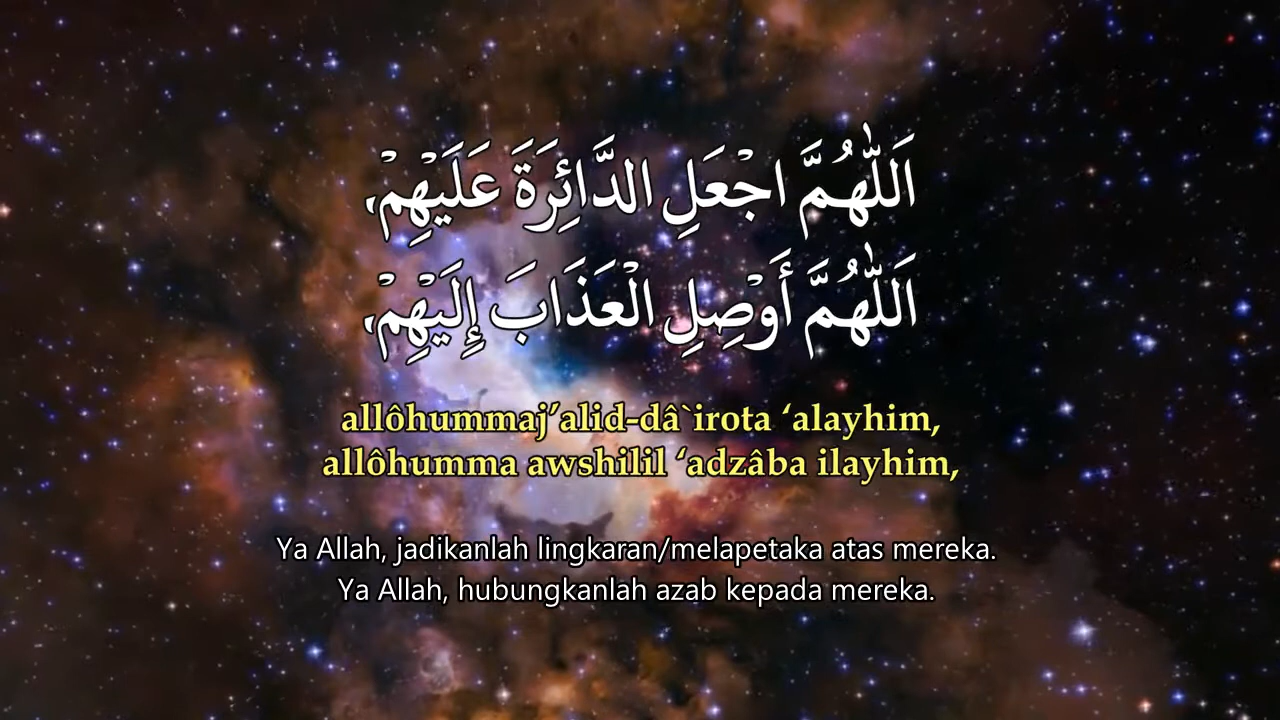 اَللّٰهُمَّ اجْعَلِ الدَّائِرَةَ عَلَيْهِمْ،
اَللّٰهُمَّ أَوْصِلِ الْعَذَابَ إِلَيْهِمْ،
allôhummaj’alid-dâ`irota ‘alayhim,
allôhumma awshilil ‘adzâba ilayhim,
Ya Allah, jadikanlah lingkaran/melapetaka atas mereka.
Ya Allah, hubungkanlah azab kepada mereka.